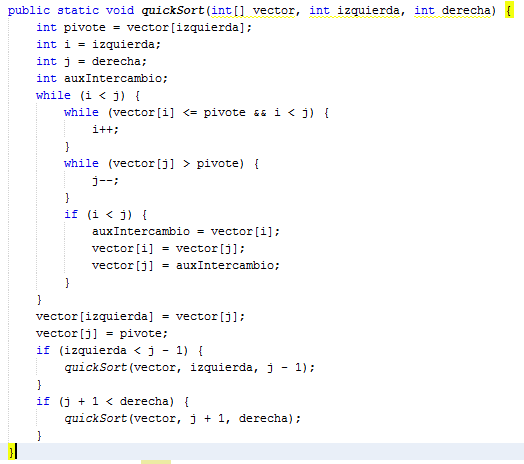 public static void quickSort(int[] vector, int izquierda, int derecha) {
    int pivote = vector[izquierda];
    int i = izquierda;
    int j = derecha;
    int auxIntercambio;
    while (i < j) {
        while (vector[i] <= pivote && i < j) {
            i++;
        }
        while (vector[j] > pivote) {
            j--;
        }
        if (i < j) {
            auxIntercambio = vector[i];
            vector[i] = vector[j];
            vector[j] = auxIntercambio;
        }
    }
    vector[izquierda] = vector[j];
    vector[j] = pivote;
    if (izquierda < j - 1) {
        quickSort(vector, izquierda, j - 1);
    }
    if (j + 1 < derecha) {
        quickSort(vector, j + 1, derecha);
    }
}